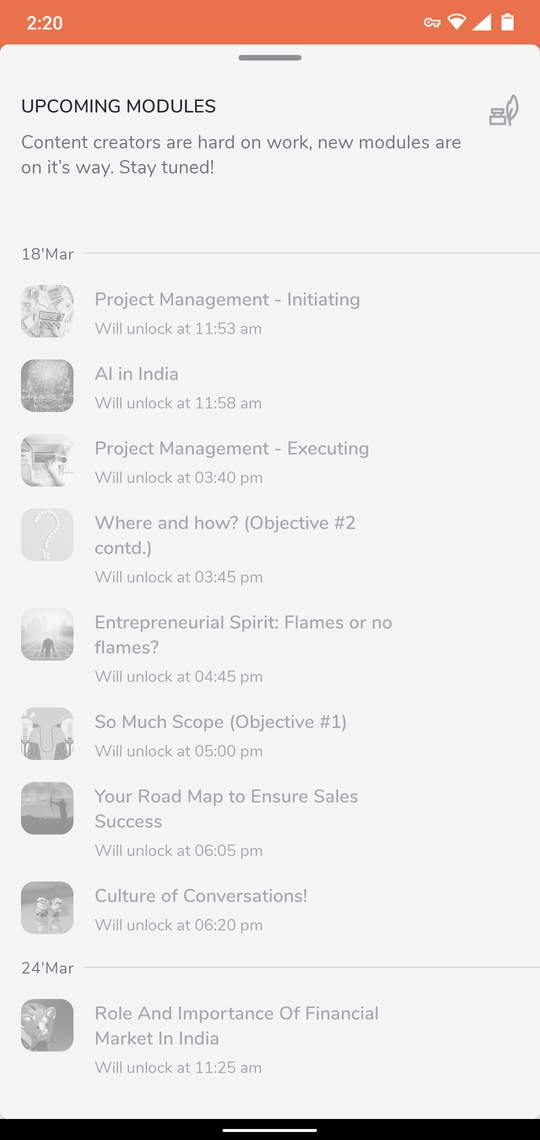 2:20
UPCOMING MODULES
Content creators are hard on work, new modules are
on it’s way. Stay tuned!
18'Mar
Project Management - Initiating
Will unlock at 11:53 am
AI in India
Will unlock at 11:58 am
Project Management - Executing
Will unlock at 03:40 pm
Where and how? (Objective #2
contd.)
Will unlock at 03:45 pm
Entrepreneurial Spirit: Flames or no
flames?
Will unlock at 04:45 pm
So Much Scope (Objective #1)
Will unlock at 05:00 pm
Your Road Map to Ensure Sales
Success
Will unlock at 06:05 pm
Culture of Conversations!
Will unlock at 06:20 pm
24'Mar
Role And Importance Of Financial
Market In India
Will unlock at 11:25 am